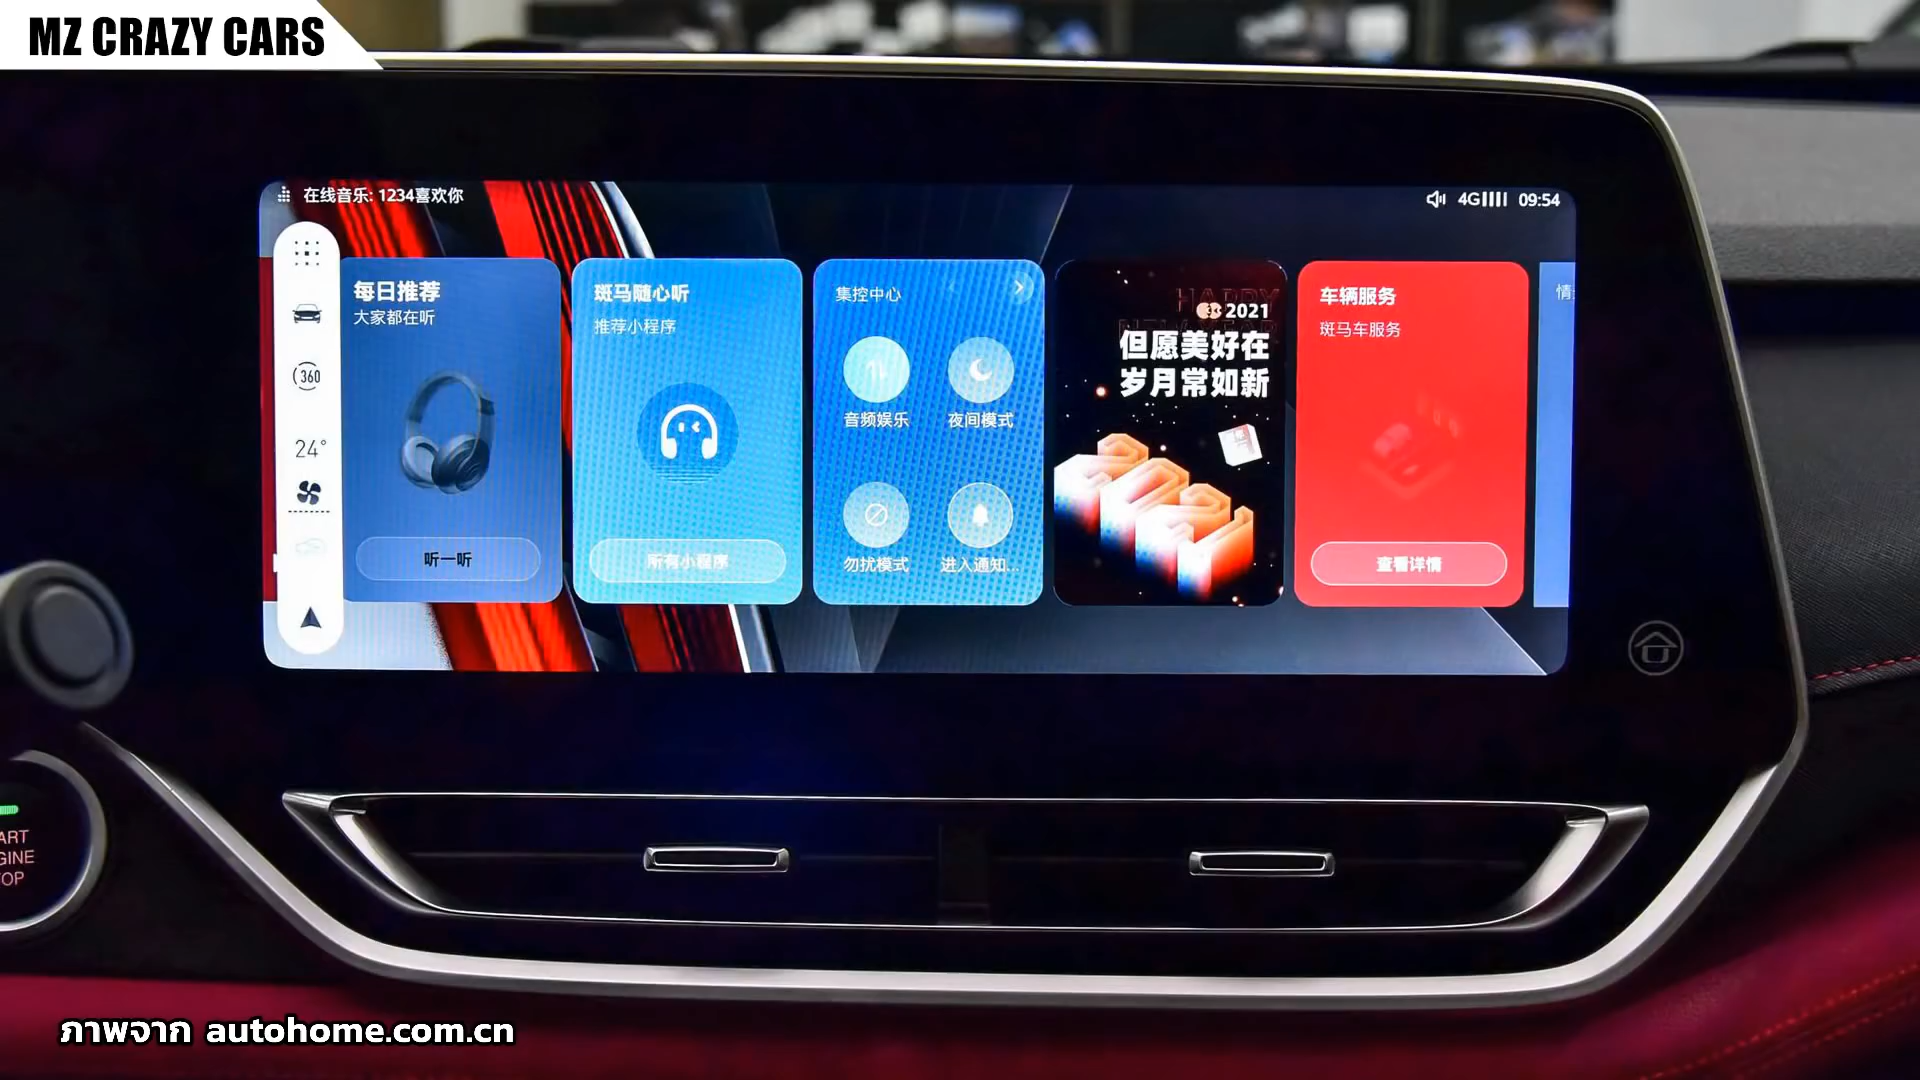 MZ CRAZY CARS
在线音乐: 1234喜欢你
4G 09:54
360
24°
每日推荐
大家都在听
听一听
斑马随心听
推荐小程序
所有小程序
集控中心
音频娱乐
夜间模式
勿扰模式
进入通知...
HAPPY
2021
但愿美好在
岁月常如新
2021
车辆服务
斑马车服务
查看详情
情
ART
GINE
OP
ภาพจาก autohome.com.cn